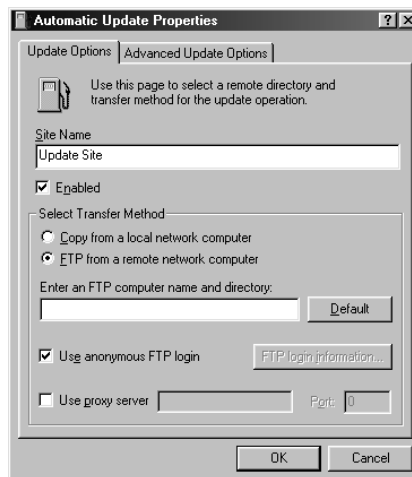 Automatic Update Properties
Update Options
Advanced Update Options
Use this page to select a remote directory and
transfer method for the update operation.
Site Name
Update Site
Enabled
Select Transfer Method
Copy from a local network computer
FTP from a remote network computer
Enter an FTP computer name and directory:
Default
Use anonymous FTP login
FTP login information...
Use proxy server
Port: 0
OK
Cancel